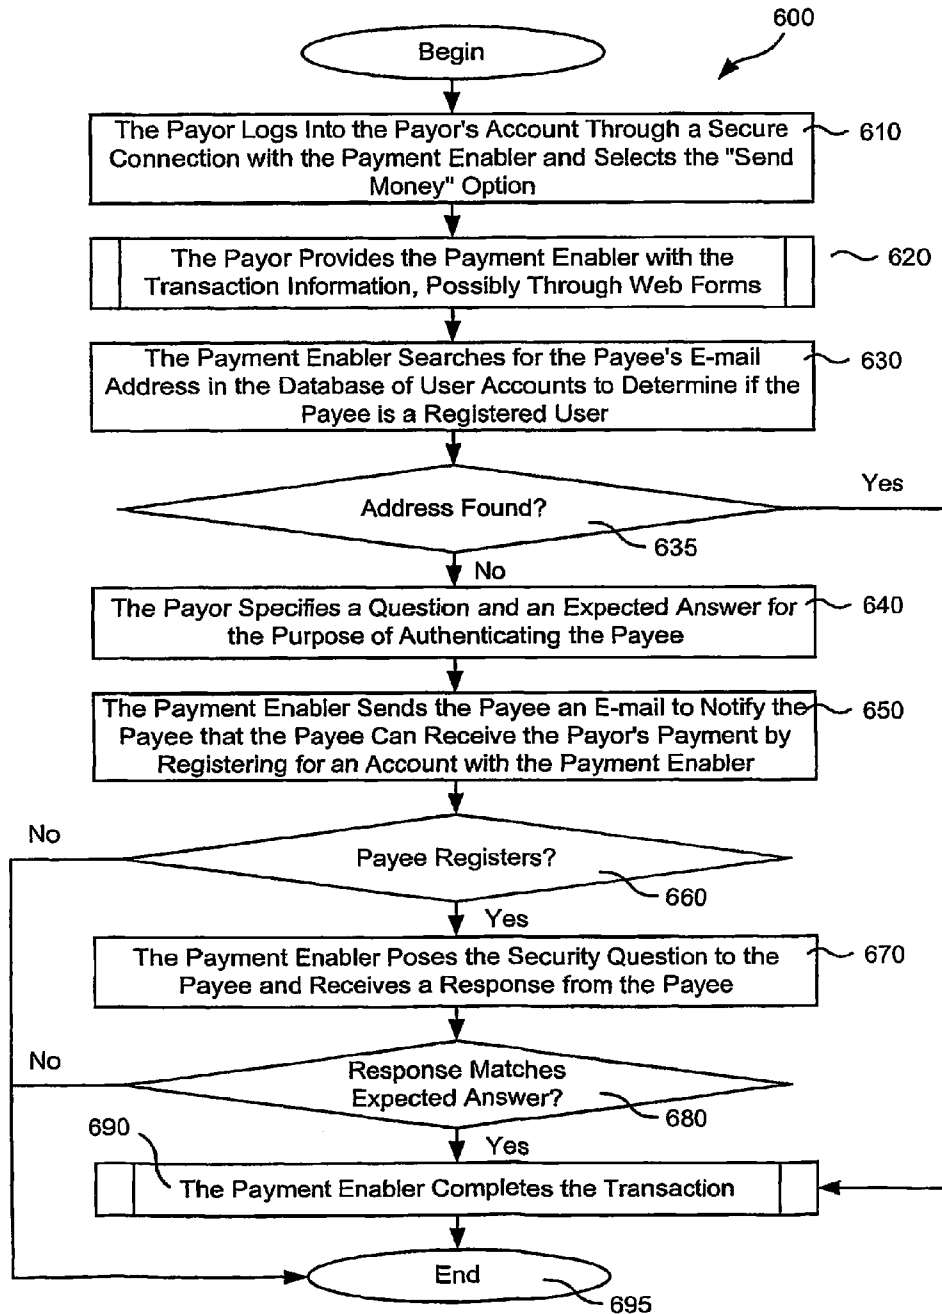 600
Begin
The Payor Logs Into the Payor's Account Through a Secure
Connection with the Payment Enabler and Selects the "Send
Money" Option
610
The Payor Provides the Payment Enabler with the
Transaction Information, Possibly Through Web Forms
620
The Payment Enabler Searches for the Payee's E-mail
Address in the Database of User Accounts to Determine if the
Payee is a Registered User
630
Address Found?
635
Yes
No
The Payor Specifies a Question and an Expected Answer for
the Purpose of Authenticating the Payee
640
The Payment Enabler Sends the Payee an E-mail to Notify the
Payee that the Payee Can Receive the Payor's Payment by
Registering for an Account with the Payment Enabler
650
No
Payee Registers?
660
Yes
The Payment Enabler Poses the Security Question to the
Payee and Receives a Response from the Payee
670
No
Response Matches
Expected Answer?
680
690
Yes
The Payment Enabler Completes the Transaction
End
695